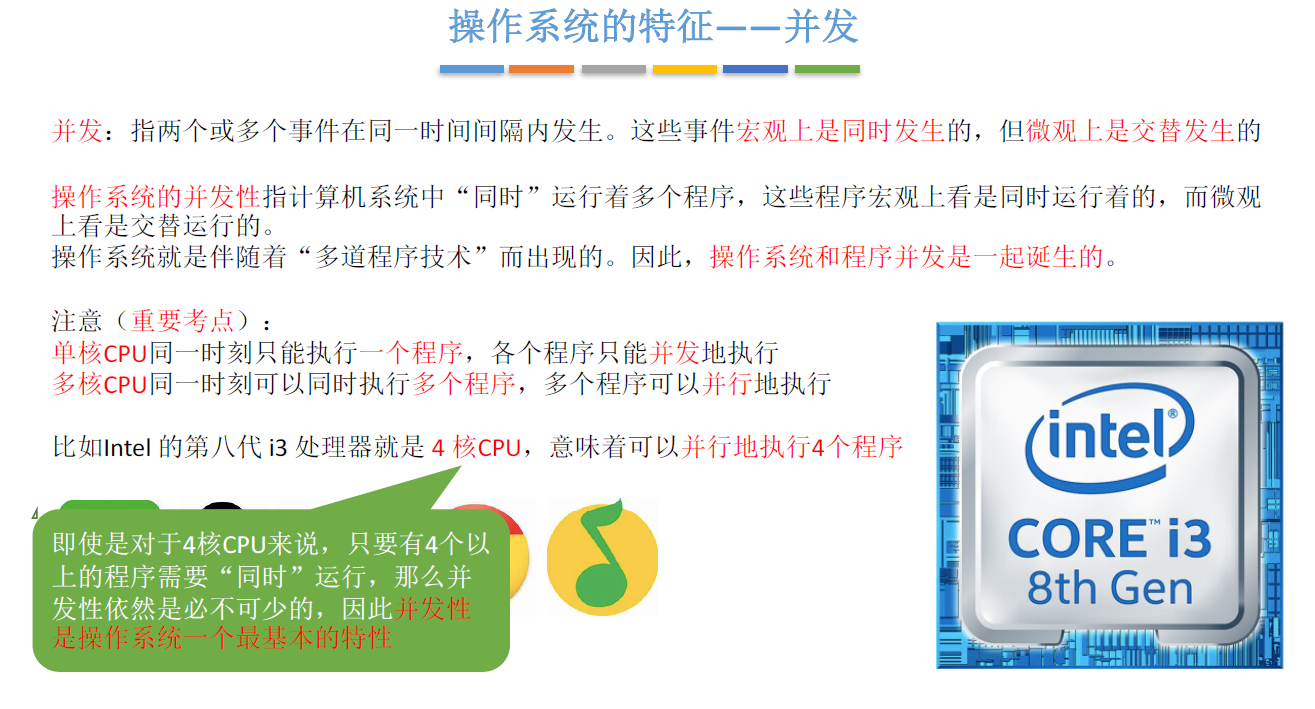 操作系统的特征——并发
并发：指两个或多个事件在同一时间间隔内发生。这些事件宏观上是同时发生的，但微观上是交替发生的
操作系统的并发性指计算机系统中“同时”运行着多个程序，这些程序宏观上看是同时运行着的，而微观
上看是交替运行的。
操作系统就是伴随着“多道程序技术”而出现的。因此，操作系统和程序并发是一起诞生的。
注意（重要考点）：
单核CPU同一时刻只能执行一个程序，各个程序只能并发地执行
多核CPU同一时刻可以同时执行多个程序，多个程序可以并行地执行
比如Intel 的第八代 i3 处理器就是 4 核CPU，意味着可以并行地执行4个程序
即使是对于4核CPU来说，只要有4个以
上的程序需要“同时”运行，那么并
发性依然是必不可少的，因此并发性
是操作系统一个最基本的特性
intel®
CORE™ i3
8th Gen